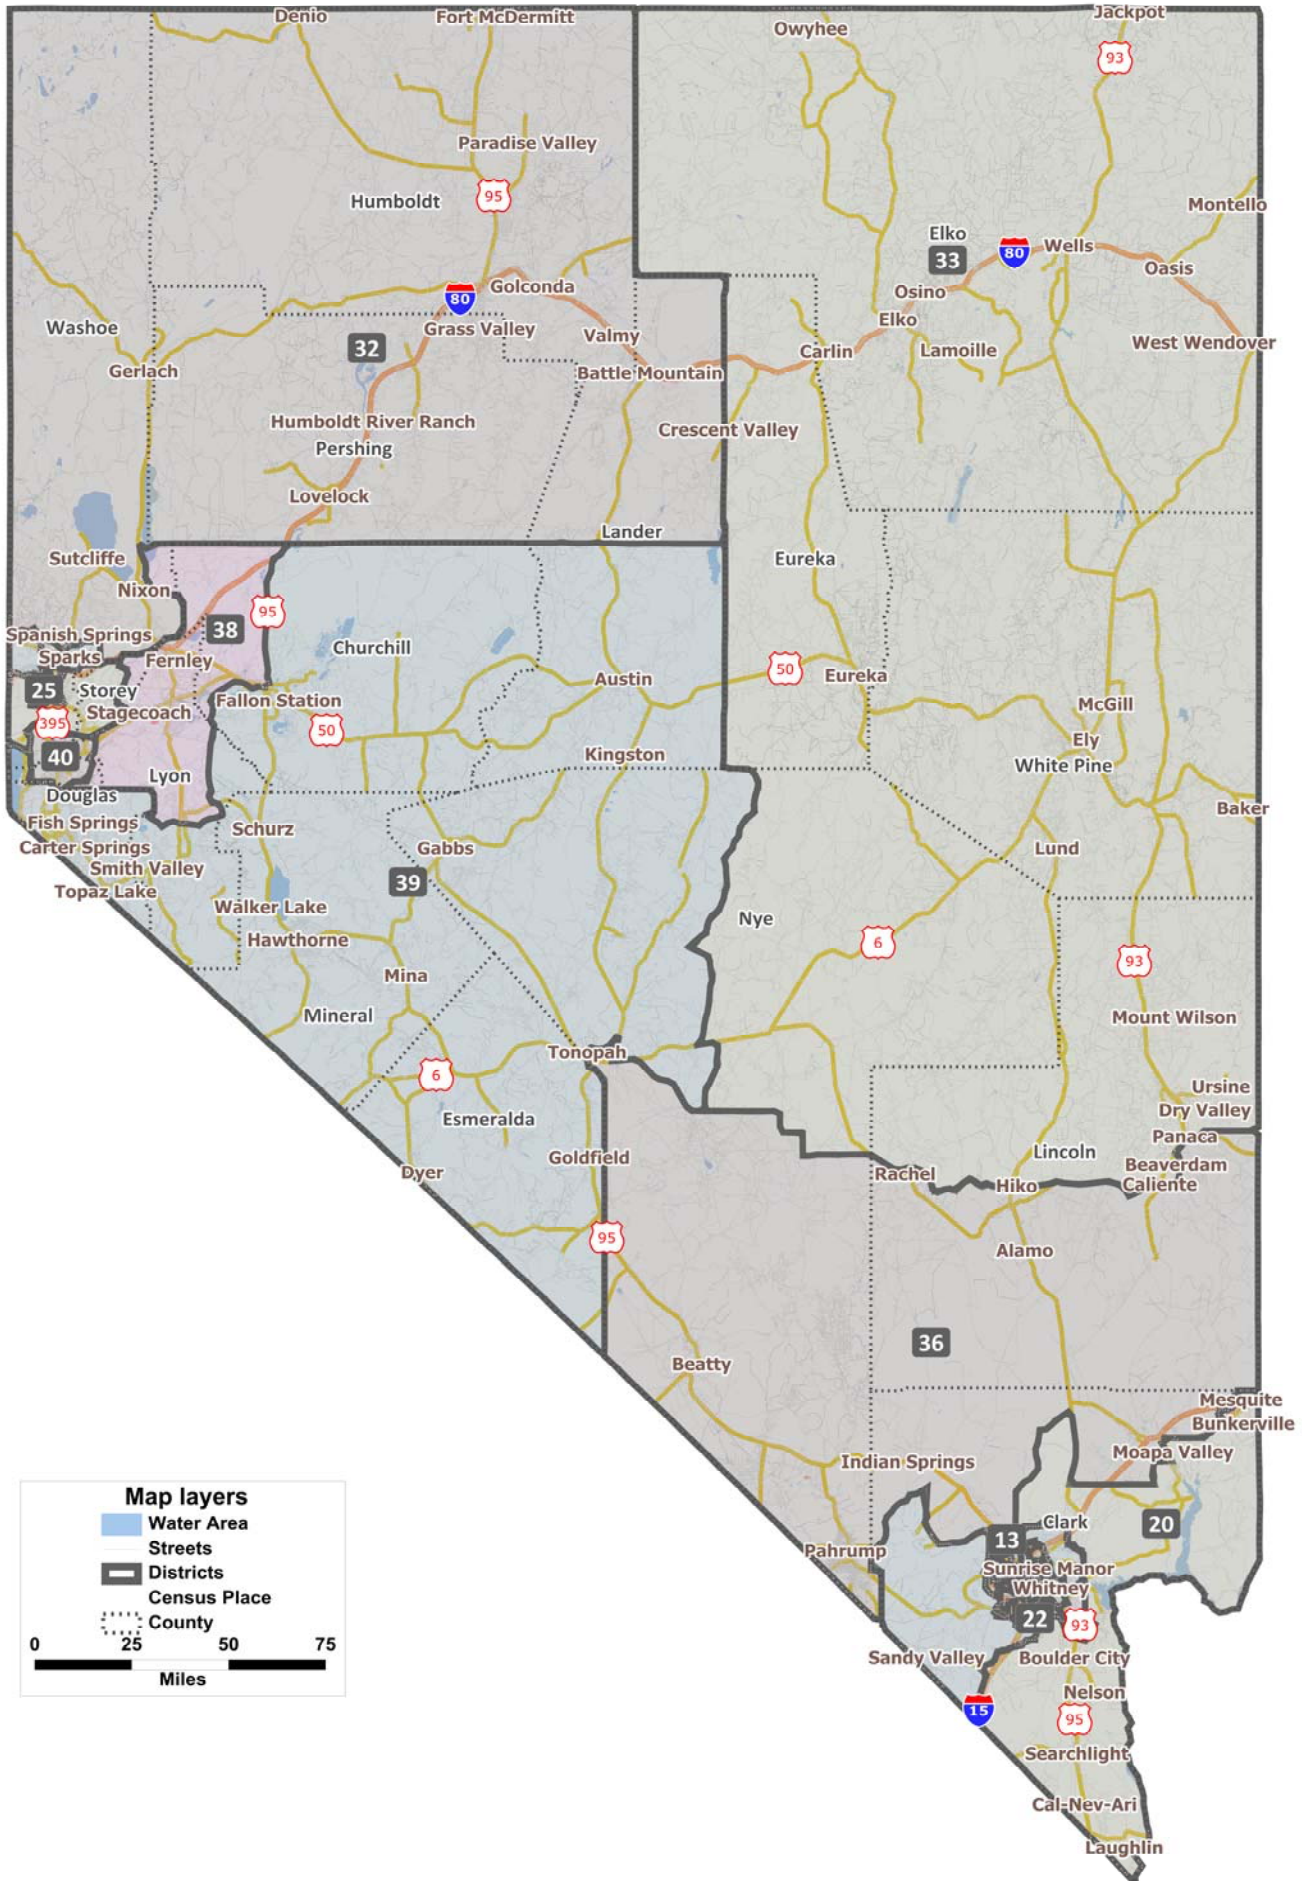 Denio
Fort McDermitt
Owyhee
Jackpot
93
Paradise Valley
95
Humboldt
Montello
Elko
33
80
Wells
Oasis
Golconda
80
Osino
Elko
Washoe
Grass Valley
32
Valmy
Carlin
Lamoille
West Wendover
Gerlach
Battle Mountain
Humboldt River Ranch
Crescent Valley
Pershing
Lovelock
Lander
Sutcliffe
Eureka
Nixon
95
38
Spanish Springs
Churchill
Sparks
Fernley
50
Eureka
25
Storey
Austin
Fallon Station
McGill
Stagecoach
395
50
Ely
40
Kingston
White Pine
Lyon
Douglas
Baker
Fish Springs
Schurz
Carter Springs
Gabbs
Lund
Smith Valley
39
Topaz Lake
Walker Lake
Nye
Hawthorne
6
93
Mina
Mineral
Mount Wilson
Tonopah
6
Ursine
Esmeralda
Dry Valley
Panaca
Goldfield
Lincoln
Beaverdam
Dyer
Rachel
Hiko
Caliente
95
Alamo
36
Beatty
Mesquite
Bunkerville
Moapa Valley
Indian Springs
Clark
20
13
Pahrump
Sunrise Manor
Whitney
22
93
Sandy Valley
Boulder City
Nelson
15
95
Searchlight
Cal-Nev-Ari
Laughlin
Map layers
Water Area
Streets
Districts
Census Place
County
0 25 50 75
Miles